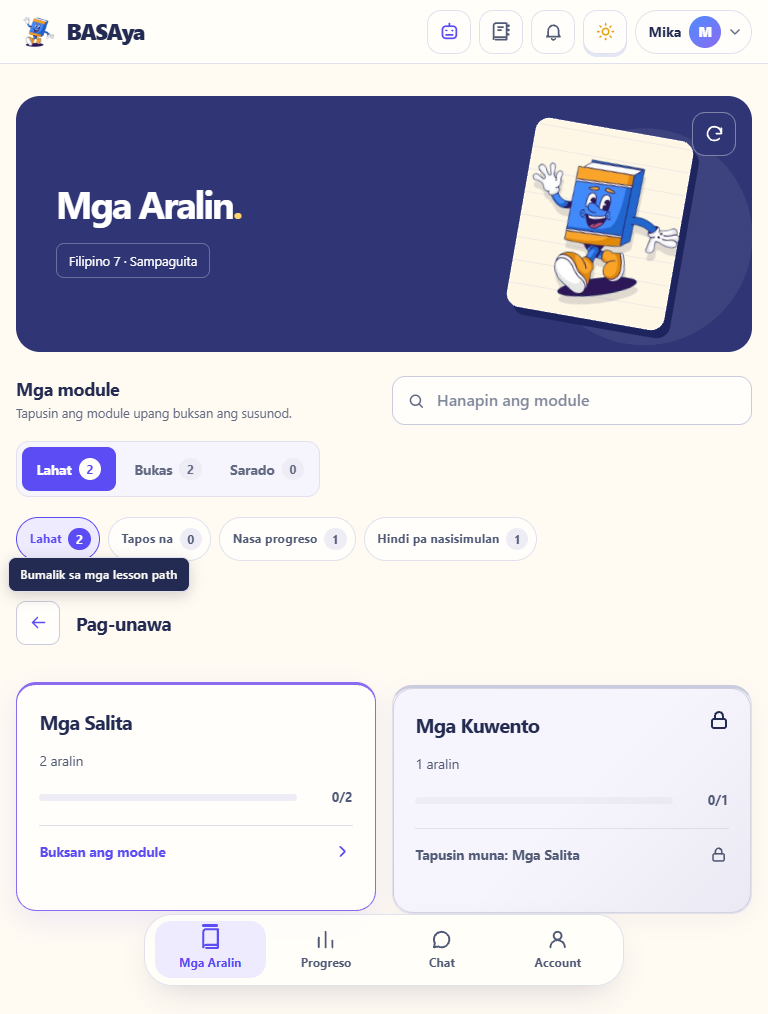 BASAya
Mika
M
Mga Aralin.
Filipino 7 · Sampaguita
Mga module
Tapusin ang module upang buksan ang susunod.
Hanapin ang module
Lahat 2
Bukas 2
Sarado 0
Lahat 2
Tapos na 0
Nasa progreso 1
Hindi pa nasisimulan 1
Bumalik sa mga lesson path
Pag-unawa
Mga Salita
2 aralin
0/2
Buksan ang module
Mga Kuwento
1 aralin
0/1
Tapusin muna: Mga Salita
Mga Aralin
Progreso
Chat
Account